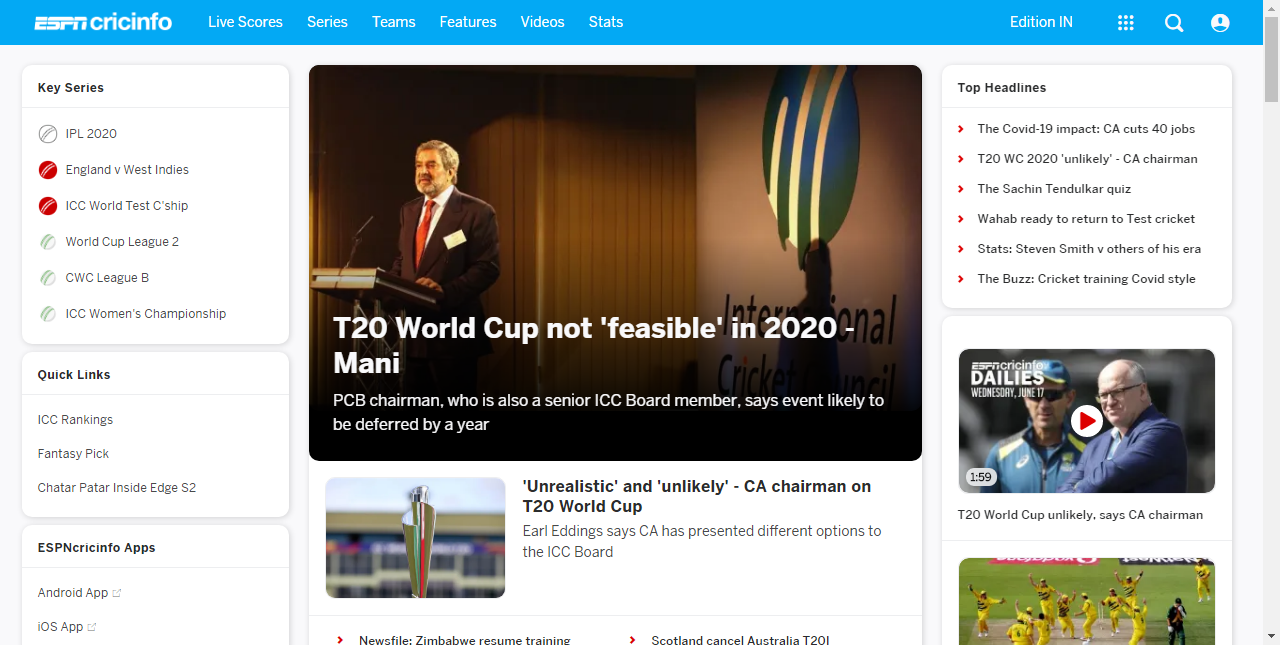 ESPN cricinfo
Live Scores
Series
Teams
Features
Videos
Stats
Edition IN
Key Series
IPL 2020
England v West Indies
ICC World Test C'ship
World Cup League 2
CWC League B
ICC Women's Championship
Quick Links
ICC Rankings
Fantasy Pick
Chatar Patar Inside Edge S2
ESPNcricinfo Apps
Android App
iOS App
International
Cricket Council
T20 World Cup not 'feasible' in 2020 -
Mani
PCB chairman, who is also a senior ICC Board member, says event likely to
be deferred by a year
'Unrealistic' and 'unlikely' - CA chairman on
T20 World Cup
Earl Eddings says CA has presented different options to
the ICC Board
Newsfile: Zimbabwe resume training
Scotland cancel Australia T20I
Top Headlines
The Covid-19 impact: CA cuts 40 jobs
T20 WC 2020 'unlikely' - CA chairman
The Sachin Tendulkar quiz
Wahab ready to return to Test cricket
Stats: Steven Smith v others of his era
The Buzz: Cricket training Covid style
ESPNcricinfo
DAILIES
WEDNESDAY, JUNE 17
1:59
T20 World Cup unlikely, says CA chairman